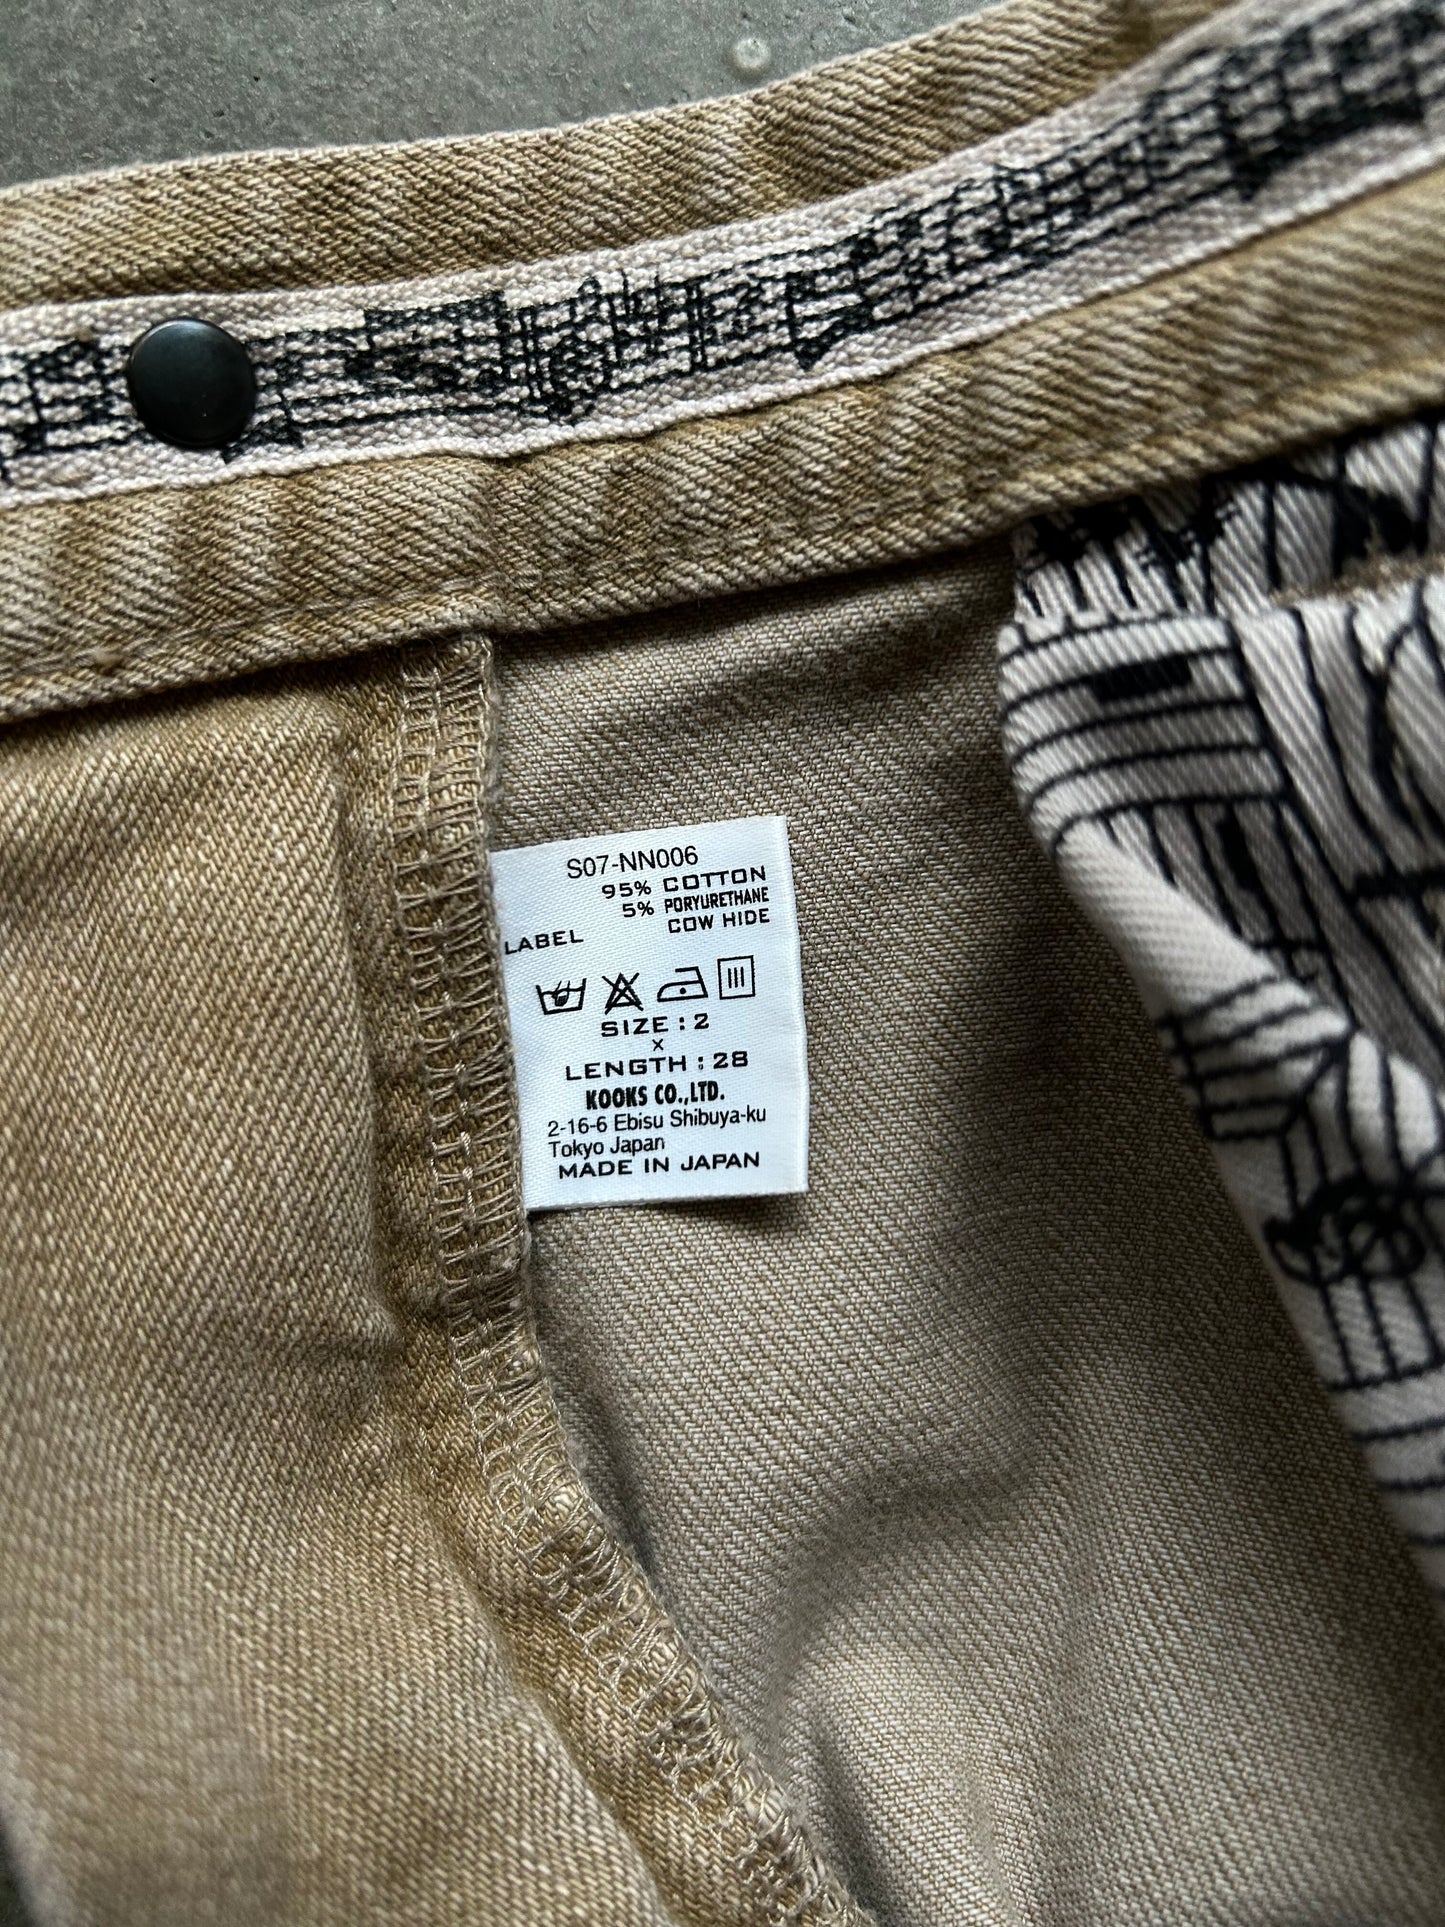 S07-NN006
95% COTTON
5% PORYURETHANE
LABEL COW HIDE
SIZE : 2
×
LENGTH : 28
KOOKS CO.,LTD.
2-16-6 Ebisu Shibuya-ku
Tokyo Japan
MADE IN JAPAN